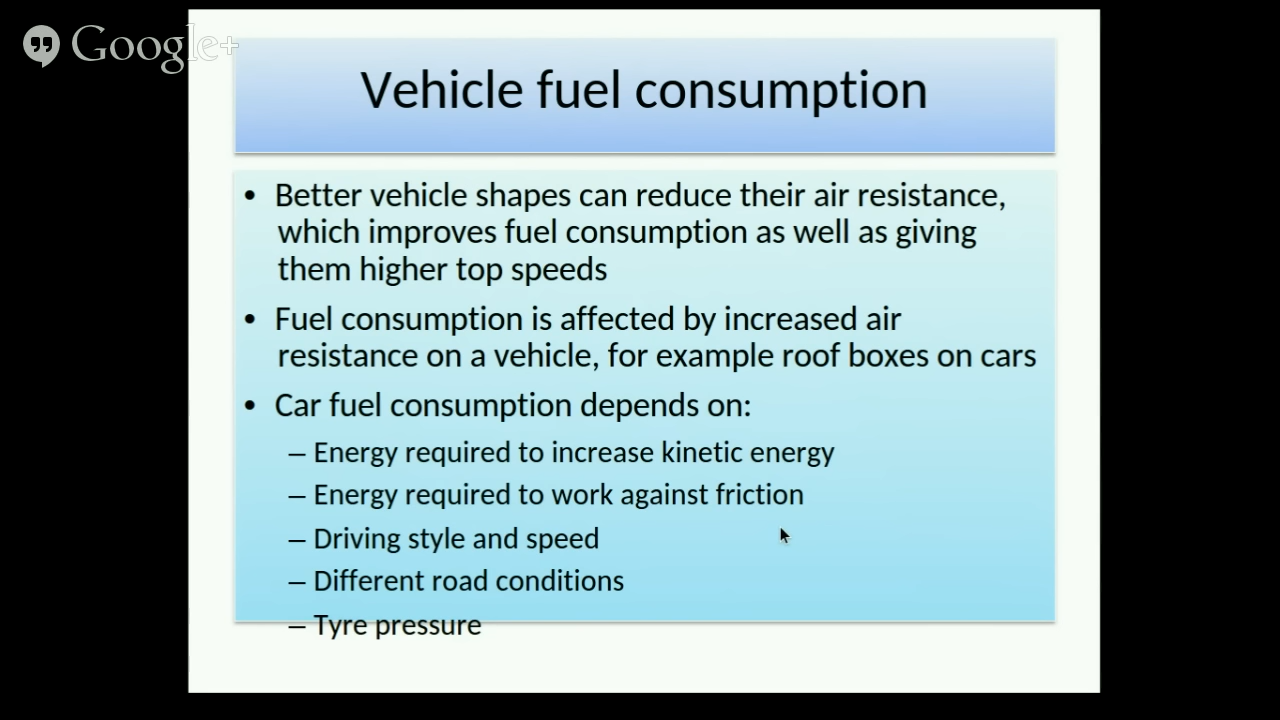 Google+
Vehicle fuel consumption
• Better vehicle shapes can reduce their air resistance,
which improves fuel consumption as well as giving
them higher top speeds
• Fuel consumption is affected by increased air
resistance on a vehicle, for example roof boxes on cars
• Car fuel consumption depends on:
– Energy required to increase kinetic energy
– Energy required to work against friction
– Driving style and speed
– Different road conditions
– Tyre pressure